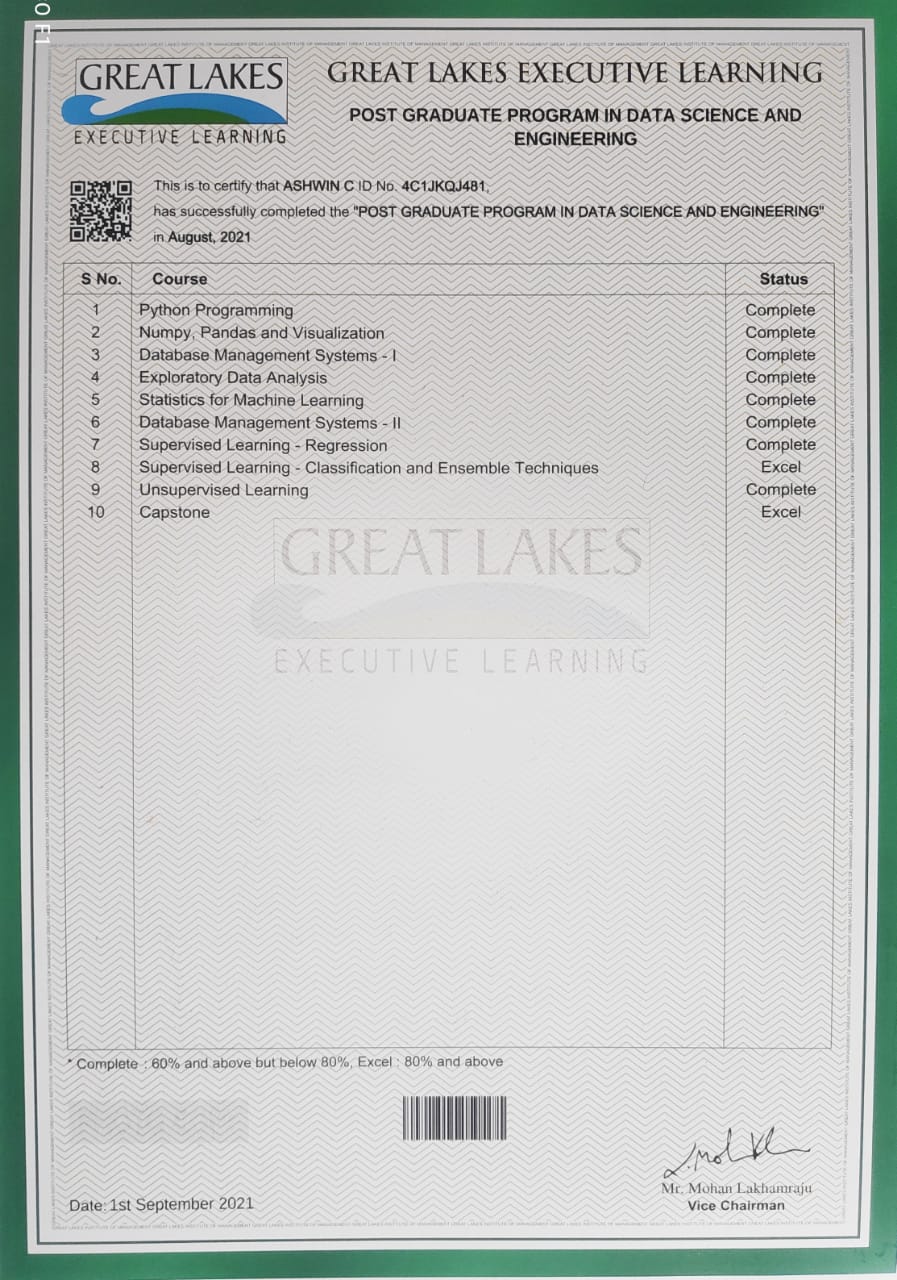 O F1
GREAT LAKES
EXECUTIVE LEARNING
GREAT LAKES EXECUTIVE LEARNING
POST GRADUATE PROGRAM IN DATA SCIENCE AND
ENGINEERING
This is to certify that ASHWIN C ID No. 4C1JKQJ481,
has successfully completed the "POST GRADUATE PROGRAM IN DATA SCIENCE AND ENGINEERING"
in August, 2021
S No. Course Status
1 Python Programming Complete
2 Numpy, Pandas and Visualization Complete
3 Database Management Systems - I Complete
4 Exploratory Data Analysis Complete
5 Statistics for Machine Learning Complete
6 Database Management Systems - II Complete
7 Supervised Learning - Regression Complete
8 Supervised Learning - Classification and Ensemble Techniques Excel
9 Unsupervised Learning Complete
10 Capstone Excel
GREAT LAKES
EXECUTIVE LEARNING
* Complete : 60% and above but below 80%, Excel : 80% and above
Mr. Mohan Lakhamraju
Vice Chairman
Date: 1st September 2021